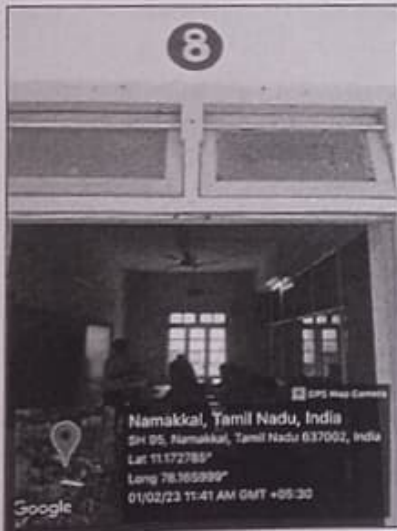 8
GPS Map Camera
Namakkal, Tamil Nadu, India
SH 95, Namakkal, Tamil Nadu 637002, India
Lat 11.172785°
Long 78.165999°
01/02/23 11:41 AM GMT +05:30
Google